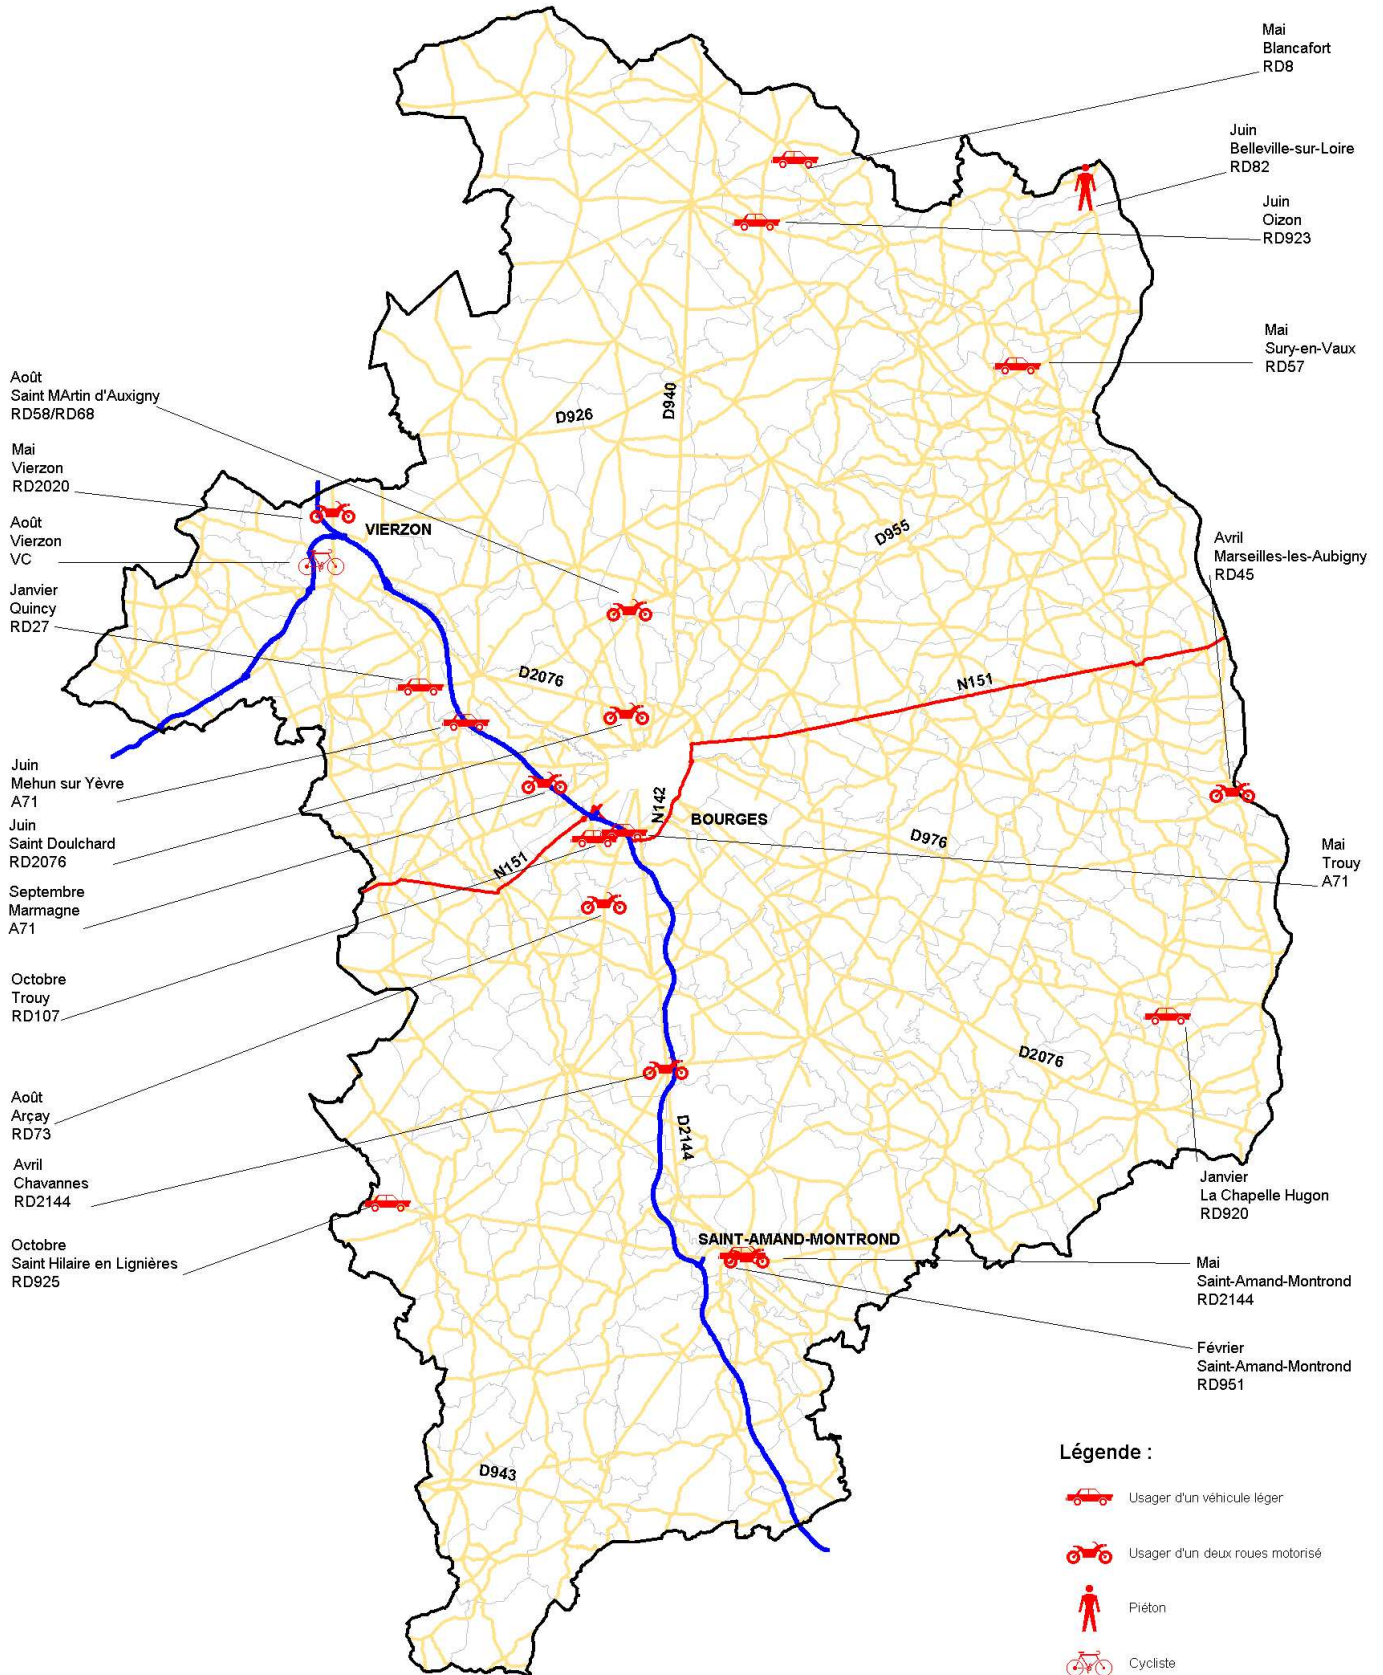 Mai
Blancafort
RD8
Juin
Belleville-sur-Loire
RD82
Juin
Oizon
RD923
Mai
Sury-en-Vaux
RD57
Août
Saint MArtin d'Auxigny
RD58/RD68
Mai
Vierzon
RD2020
Août
Vierzon
VC
Janvier
Quincy
RD27
Juin
Mehun sur Yèvre
A71
Juin
Saint Doulchard
RD2076
Septembre
Marmagne
A71
Octobre
Trouy
RD107
Août
Arçay
RD73
Avril
Chavannes
RD2144
Octobre
Saint Hilaire en Lignières
RD925
D940
D926
VIERZON
D955
D2076
N151
N142
BOURGES
N151
D976
D2076
D2144
SAINT-AMAND-MONTROND
D943
Avril
Marseilles-les-Aubigny
RD45
Mai
Trouy
A71
Janvier
La Chapelle Hugon
RD920
Mai
Saint-Amand-Montrond
RD2144
Février
Saint-Amand-Montrond
RD951
Légende :
Usager d'un véhicule léger
Usager d'un deux roues motorisé
Piéton
Cycliste